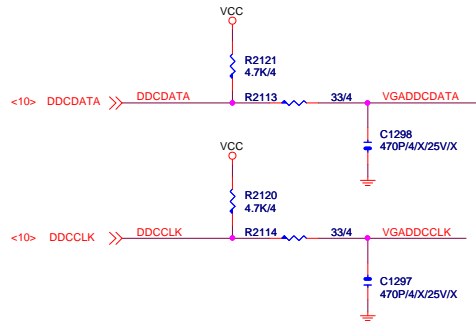 VCC
R2121
4.7K/4
<10> DDCDATA DDCDATA R2113 33/4 VGADDCDATA
C1298
470P/4/X/25V/X
VCC
R2120
4.7K/4
<10> DDCCLK DDCCLK R2114 33/4 VGADDCCLK
C1297
470P/4/X/25V/X